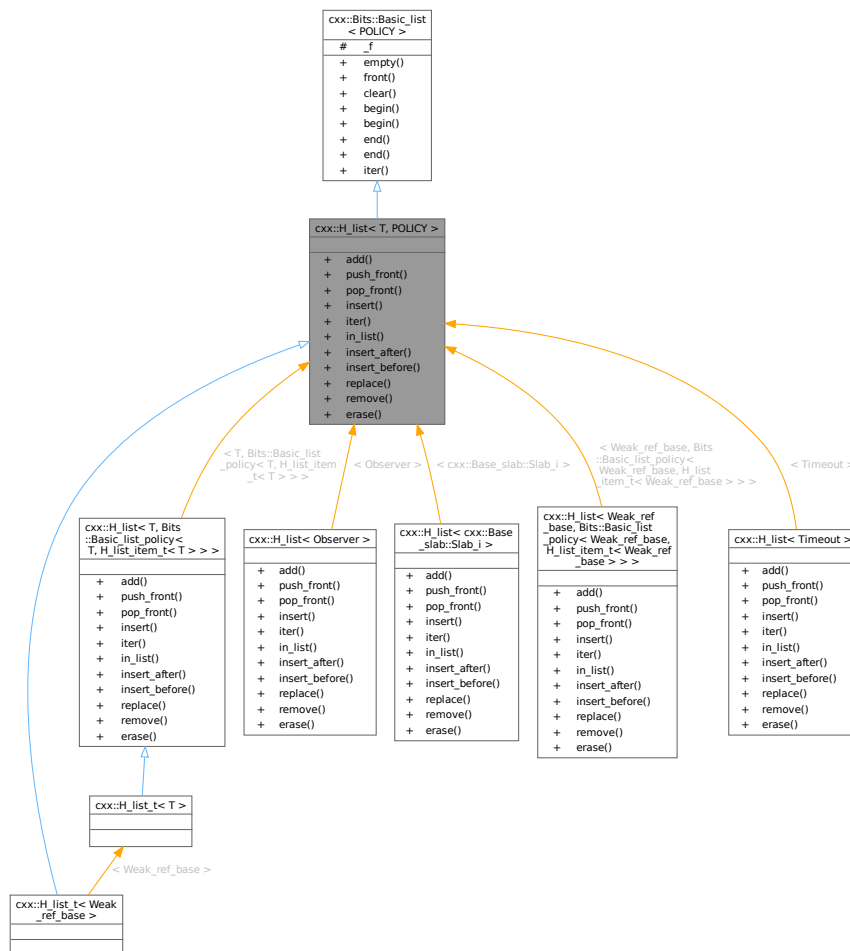 cxx::Bits::Basic_list
< POLICY >
# _f
+ empty()
+ front()
+ clear()
+ begin()
+ begin()
+ end()
+ end()
+ iter()
cxx::H_list< T, POLICY >
+ add()
+ push_front()
+ pop_front()
+ insert()
+ iter()
+ in_list()
+ insert_after()
+ insert_before()
+ replace()
+ remove()
+ erase()
< T, Bits::Basic_list
_policy< T, H_list_item
_t< T > > >
< Observer >
< cxx::Base_slab::Slab_i >
< Weak_ref_base, Bits
::Basic_list_policy<
Weak_ref_base, H_list
_item_t< Weak_ref_base > > >
< Timeout >
cxx::H_list< T, Bits
::Basic_list_policy<
T, H_list_item_t< T > > >
+ add()
+ push_front()
+ pop_front()
+ insert()
+ iter()
+ in_list()
+ insert_after()
+ insert_before()
+ replace()
+ remove()
+ erase()
cxx::H_list< Observer >
+ add()
+ push_front()
+ pop_front()
+ insert()
+ iter()
+ in_list()
+ insert_after()
+ insert_before()
+ replace()
+ remove()
+ erase()
cxx::H_list< cxx::Base
_slab::Slab_i >
+ add()
+ push_front()
+ pop_front()
+ insert()
+ iter()
+ in_list()
+ insert_after()
+ insert_before()
+ replace()
+ remove()
+ erase()
cxx::H_list< Weak_ref
_base, Bits::Basic_list
_policy< Weak_ref_base,
H_list_item_t< Weak_ref
_base > > >
+ add()
+ push_front()
+ pop_front()
+ insert()
+ iter()
+ in_list()
+ insert_after()
+ insert_before()
+ replace()
+ remove()
+ erase()
cxx::H_list< Timeout >
+ add()
+ push_front()
+ pop_front()
+ insert()
+ iter()
+ in_list()
+ insert_after()
+ insert_before()
+ replace()
+ remove()
+ erase()
cxx::H_list_t< T >
< Weak_ref_base >
cxx::H_list_t< Weak
_ref_base >